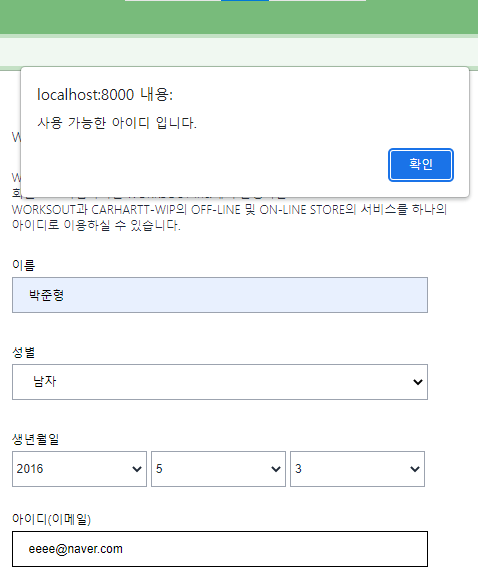 localhost:8000 내용:
사용 가능한 아이디 입니다.
확인
WORKSOUT과 CARHARTT-WIP의 OFF-LINE 및 ON-LINE STORE의 서비스를 하나의
아이디로 이용하실 수 있습니다.
이름
박준형
성별
남자
생년월일
2016 5 3
아이디(이메일)
eeee@naver.com